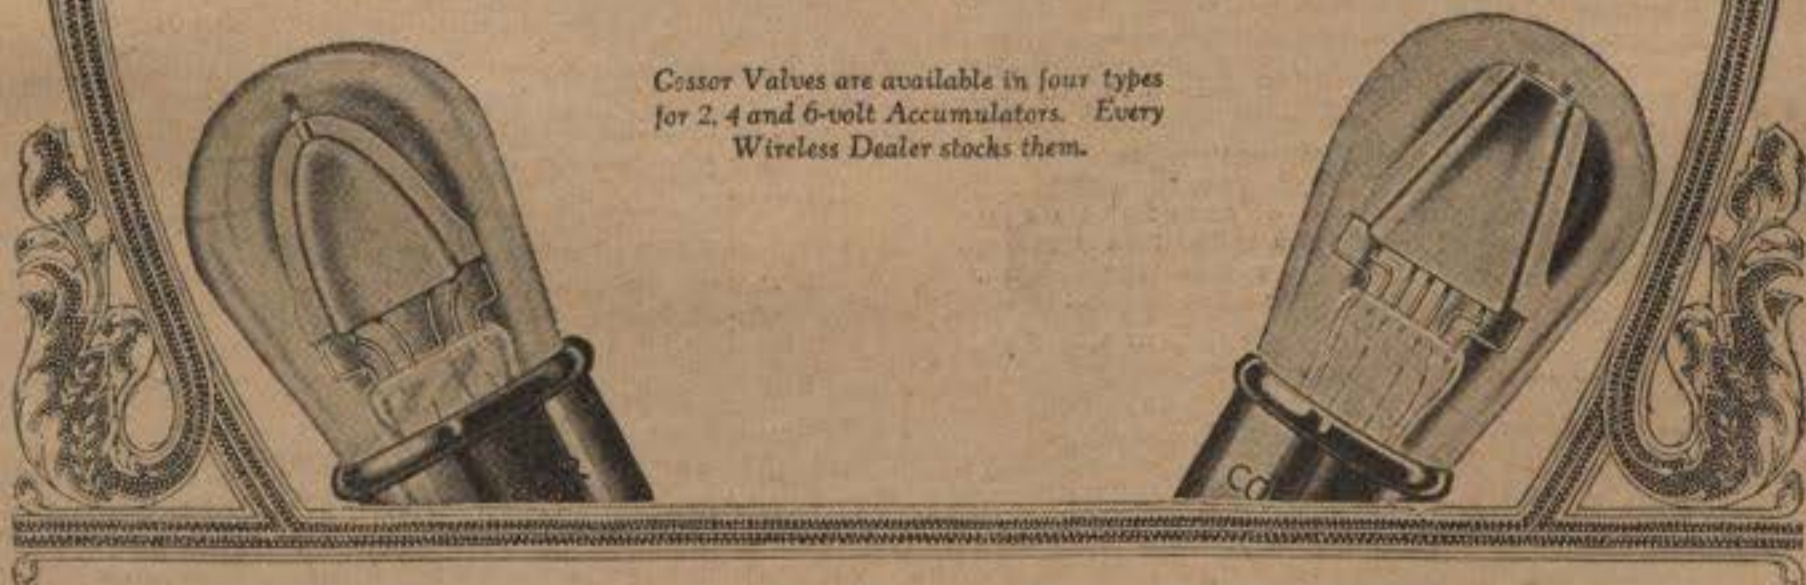 Cossor Valves are available in four types
for 2, 4 and 6-volt Accumulators. Every
Wireless Dealer stocks them.
Co